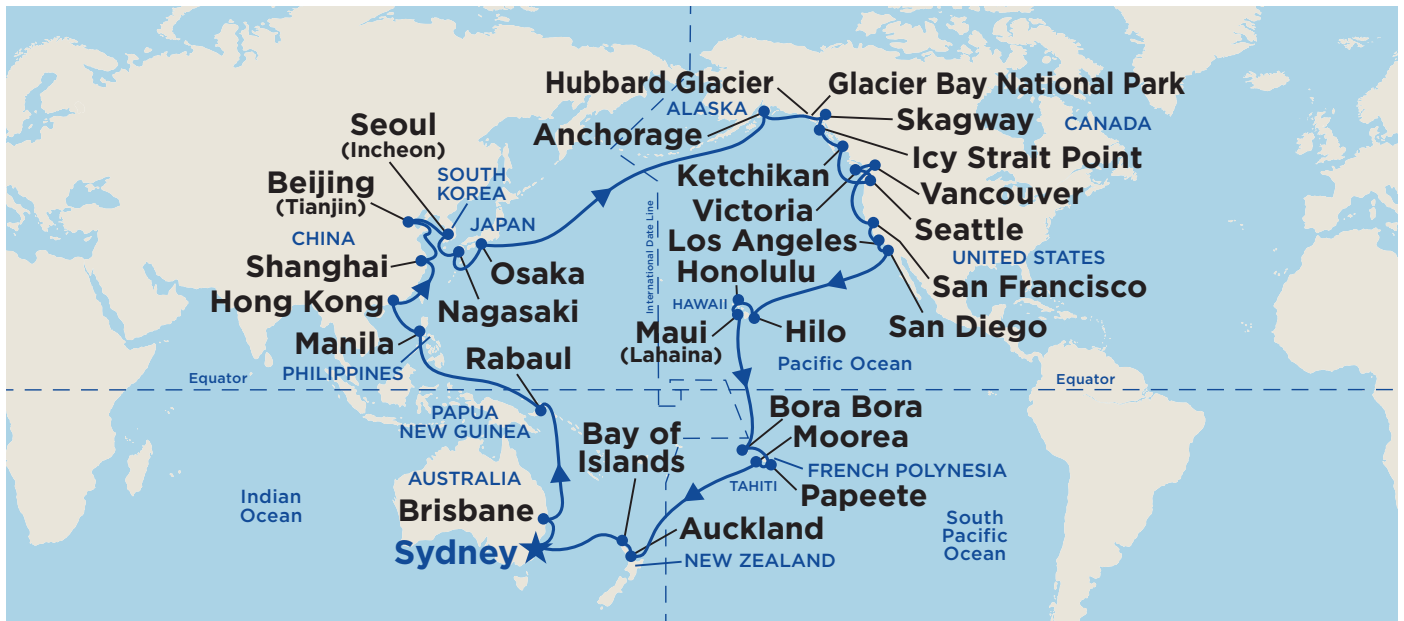 Hubbard Glacier
Glacier Bay National Park
ALASKA
Skagway
CANADA
Anchorage
Seoul
(Incheon)
Icy Strait Point
Ketchikan
SOUTH
KOREA
Beijing
(Tianjin)
Vancouver
Victoria
JAPAN
Seattle
CHINA
Los Angeles
UNITED STATES
International Date Line
Shanghai
Osaka
Honolulu
San Francisco
Hong Kong
HAWAII
Nagasaki
San Diego
Maui
(Lahaina)
Hilo
Manila
Rabaul
Pacific Ocean
PHILIPPINES
Equator
Equator
Bora Bora
PAPUA
NEW GUINEA
Bay of
Islands
Moorea
FRENCH POLYNESIA
AUSTRALIA
TAHITI
Papeete
Indian
Ocean
Brisbane
South
Pacific
Ocean
Auckland
Sydney
NEW ZEALAND